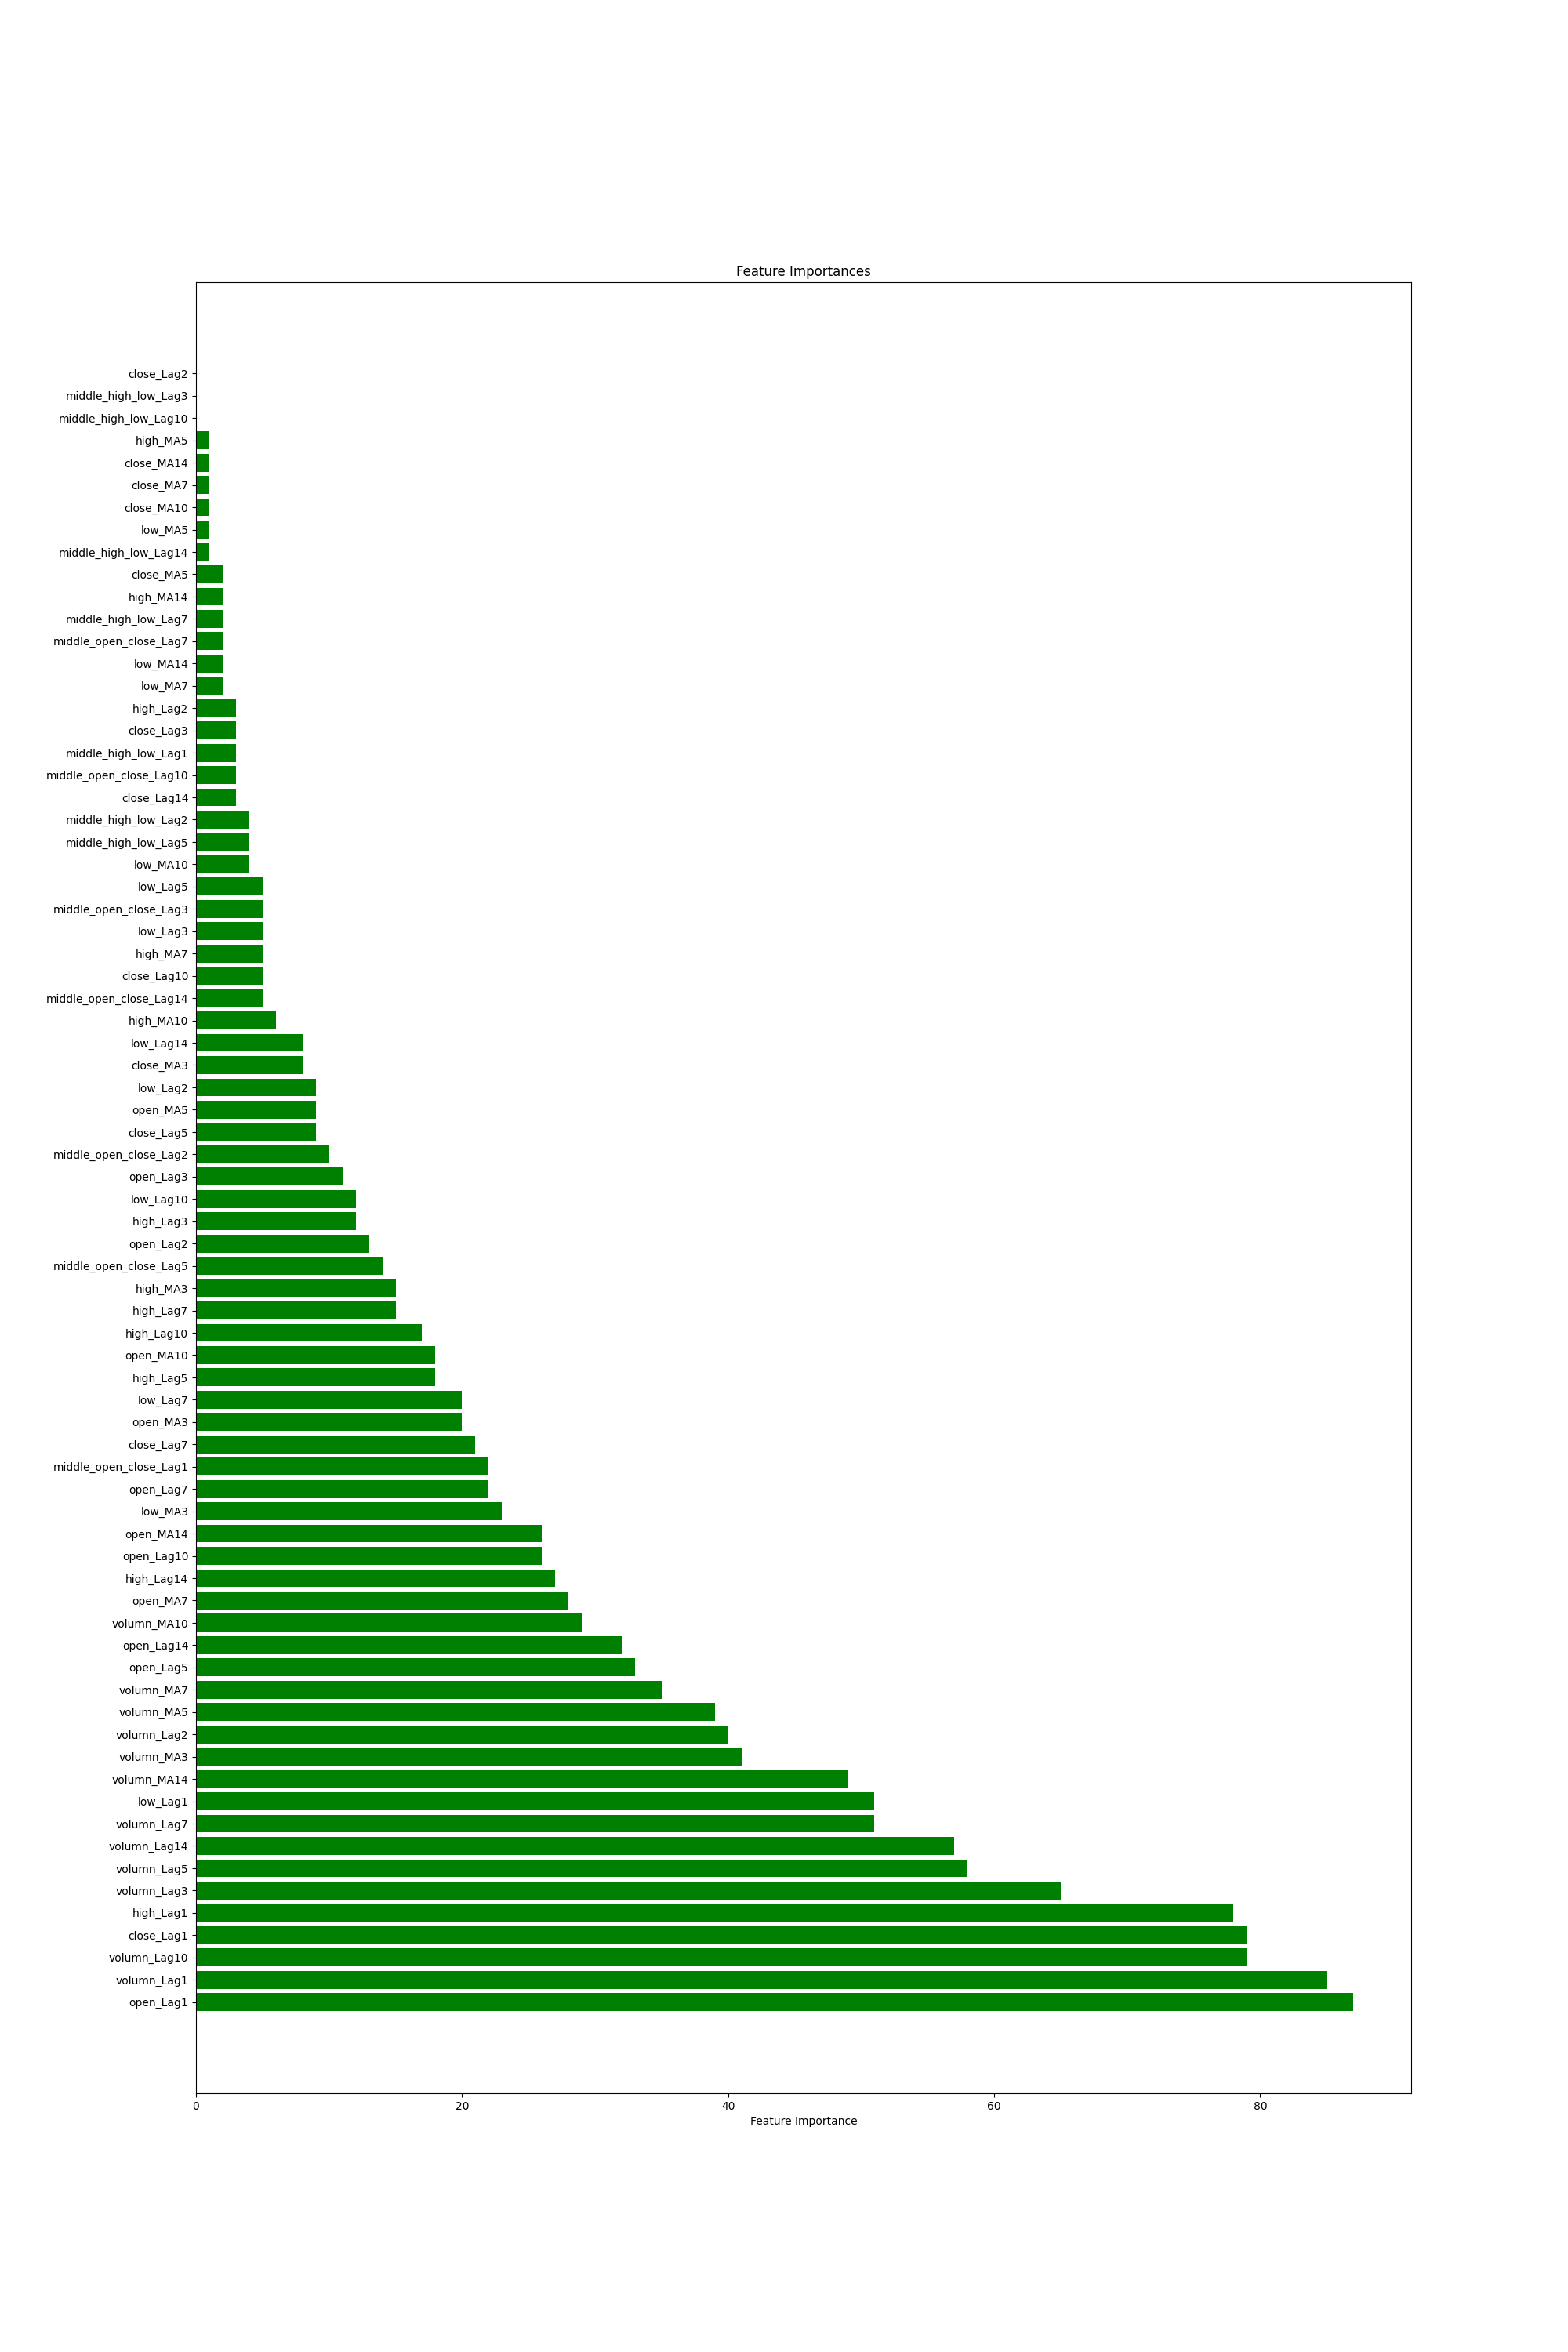 Feature Importances
close_Lag2
middle_high_low_Lag3
middle_high_low_Lag10
high_MA5
close_MA14
close_MA7
close_MA10
low_MA5
middle_high_low_Lag14
close_MA5
high_MA14
middle_high_low_Lag7
middle_open_close_Lag7
low_MA14
low_MA7
high_Lag2
close_Lag3
middle_high_low_Lag1
middle_open_close_Lag10
close_Lag14
middle_high_low_Lag2
middle_high_low_Lag5
low_MA10
low_Lag5
middle_open_close_Lag3
low_Lag3
high_MA7
close_Lag10
middle_open_close_Lag14
high_MA10
low_Lag14
close_MA3
low_Lag2
open_MA5
close_Lag5
middle_open_close_Lag2
open_Lag3
low_Lag10
high_Lag3
open_Lag2
middle_open_close_Lag5
high_MA3
high_Lag7
high_Lag10
open_MA10
high_Lag5
low_Lag7
open_MA3
close_Lag7
middle_open_close_Lag1
open_Lag7
low_MA3
open_MA14
open_Lag10
high_Lag14
open_MA7
volumn_MA10
open_Lag14
open_Lag5
volumn_MA7
volumn_MA5
volumn_Lag2
volumn_MA3
volumn_MA14
low_Lag1
volumn_Lag7
volumn_Lag14
volumn_Lag5
volumn_Lag3
high_Lag1
close_Lag1
volumn_Lag10
volumn_Lag1
open_Lag1
0 20 40 60 80
Feature Importance